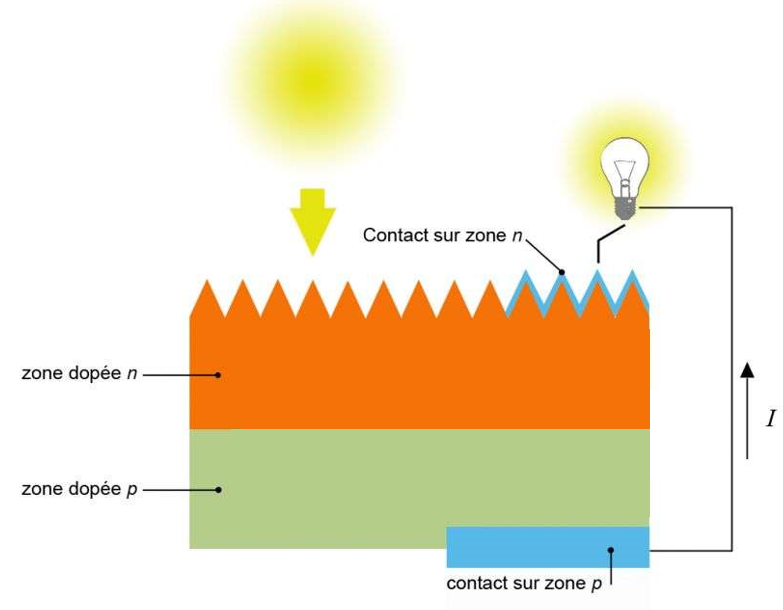 Contact sur zone n
zone dopée n
I
zone dopée p
contact sur zone p